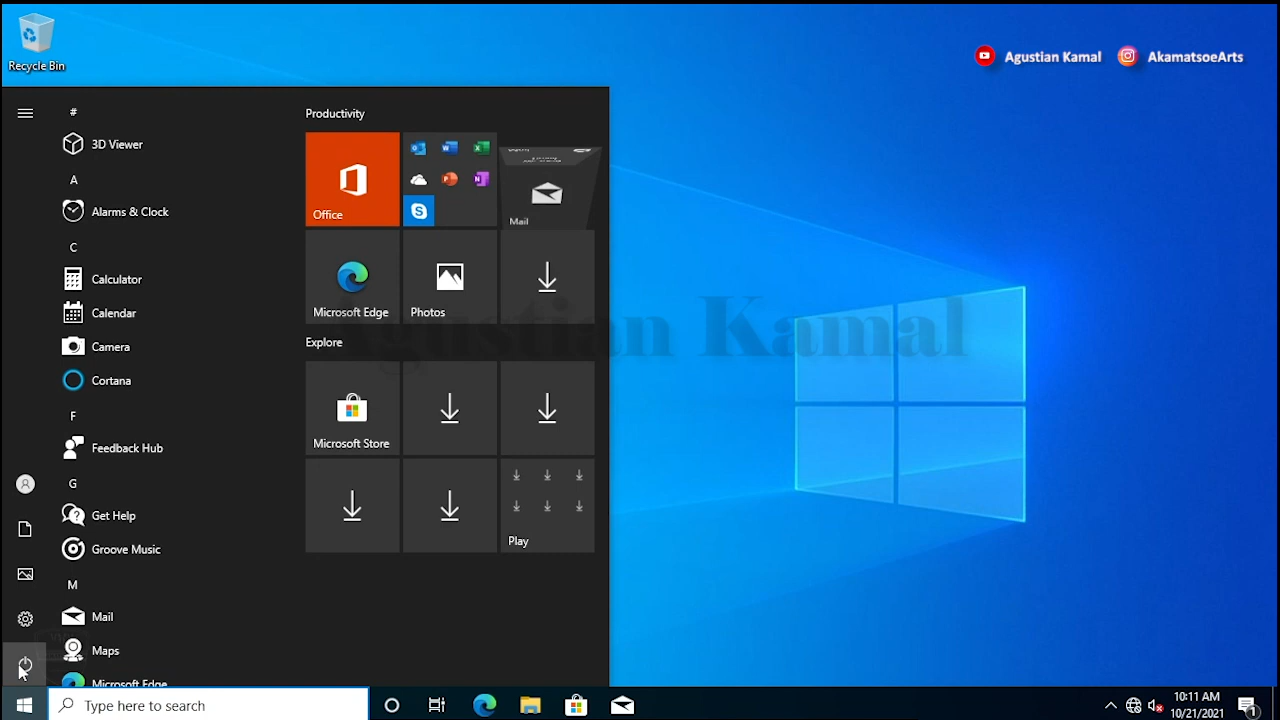 Recycle Bin
Agustian Kamal
AkamatsoeArts
#
3D Viewer
A
Alarms & Clock
C
Calculator
Calendar
Camera
Cortana
F
Feedback Hub
G
Get Help
Groove Music
M
Mail
Maps
Microsoft Edge
Productivity
Office
Mail
Microsoft Edge
Photos
Explore
Microsoft Store
Play
Agustian Kamal
Type here to search
10:11 AM
10/21/2021
1